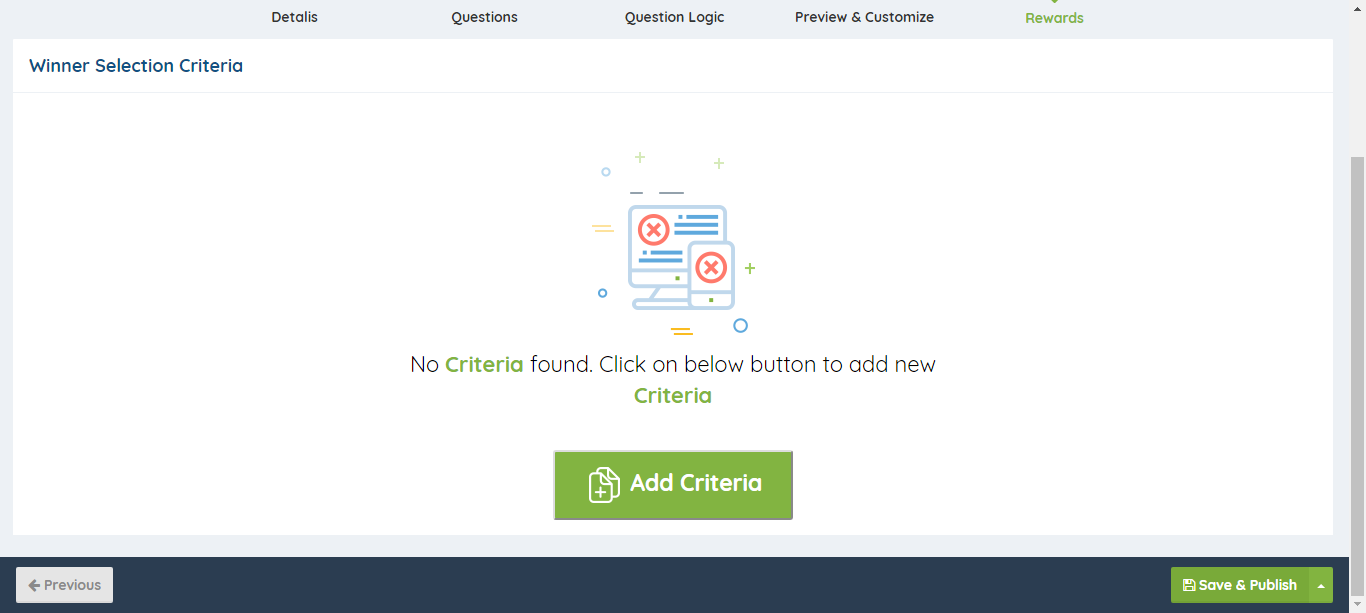 Detalis Questions Question Logic Preview & Customize Rewards
Winner Selection Criteria
No Criteria found. Click on below button to add new
Criteria
Add Criteria
Previous Save & Publish